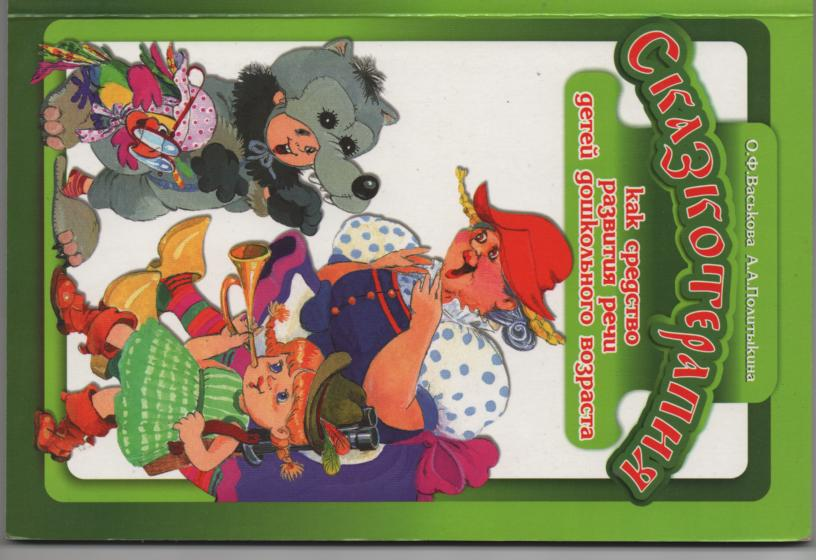 О.Ф.Васькова А.А.Политыкина
Сказкотерапия
как средство
развития речи
детей дошкольного возраста